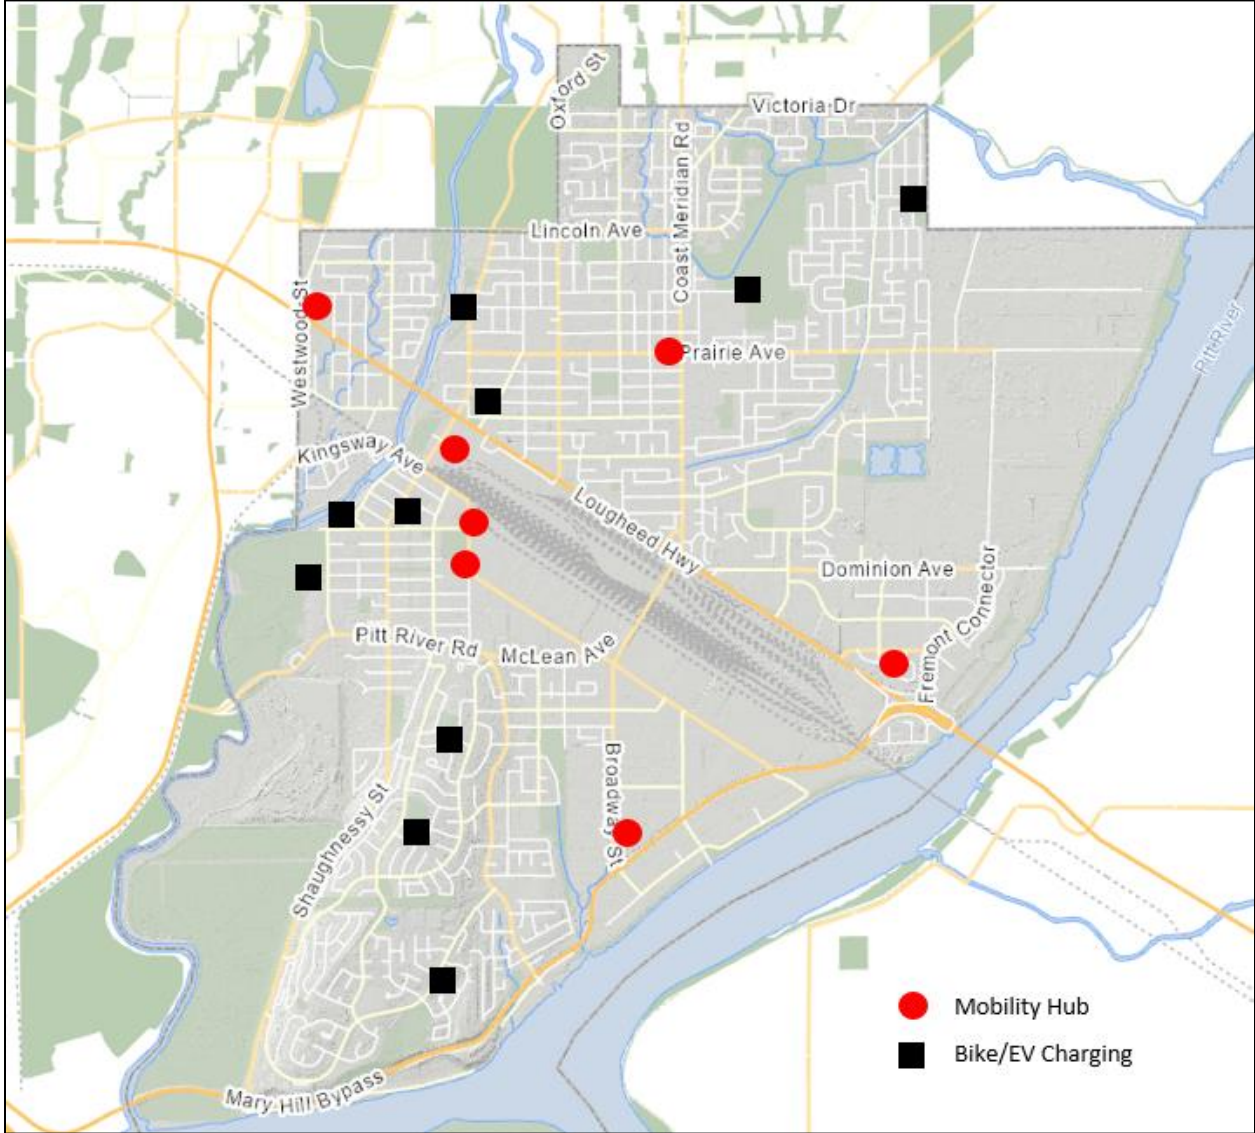 Oxford St
Victoria Dr
Coast Meridian Rd
Lincoln Ave
Westwood St
Prairie Ave
Pitt River
Kingsway Ave
Lougheed Hwy
Dominion Ave
Fremont Connector
Pitt River Rd
McLean Ave
Broadway St
Shaughnessy St
Mobility Hub
Bike/EV Charging
Mary Hill Bypass